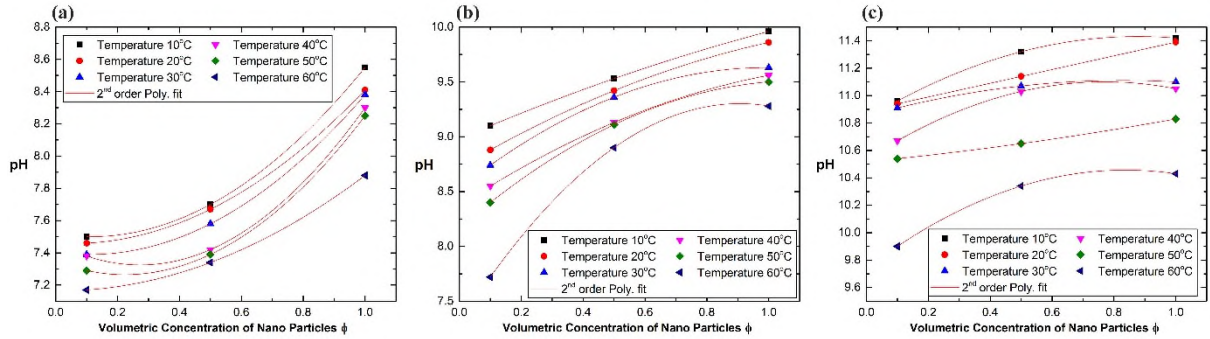 (a)
8.8
8.6
8.4
8.2
8.0
7.8
7.6
7.4
7.2
pH
Temperature 10°C
Temperature 20°C
Temperature 30°C
Temperature 40°C
Temperature 50°C
Temperature 60°C
2nd order Poly. fit
0.0 0.2 0.4 0.6 0.8 1.0
Volumetric Concentration of Nano Particles ϕ
(b)
10.0
9.5
9.0
8.5
8.0
7.5
pH
Temperature 10°C
Temperature 20°C
Temperature 30°C
Temperature 40°C
Temperature 50°C
Temperature 60°C
2nd order Poly. fit
0.0 0.2 0.4 0.6 0.8 1.0
Volumetric Concentration of Nano Particles ϕ
(c)
11.4
11.2
11.0
10.8
10.6
10.4
10.2
10.0
9.8
9.6
pH
Temperature 10°C
Temperature 20°C
Temperature 30°C
Temperature 40°C
Temperature 50°C
Temperature 60°C
2nd order Poly. fit
0.0 0.2 0.4 0.6 0.8 1.0
Volumetric Concentration of Nano Particles ϕ